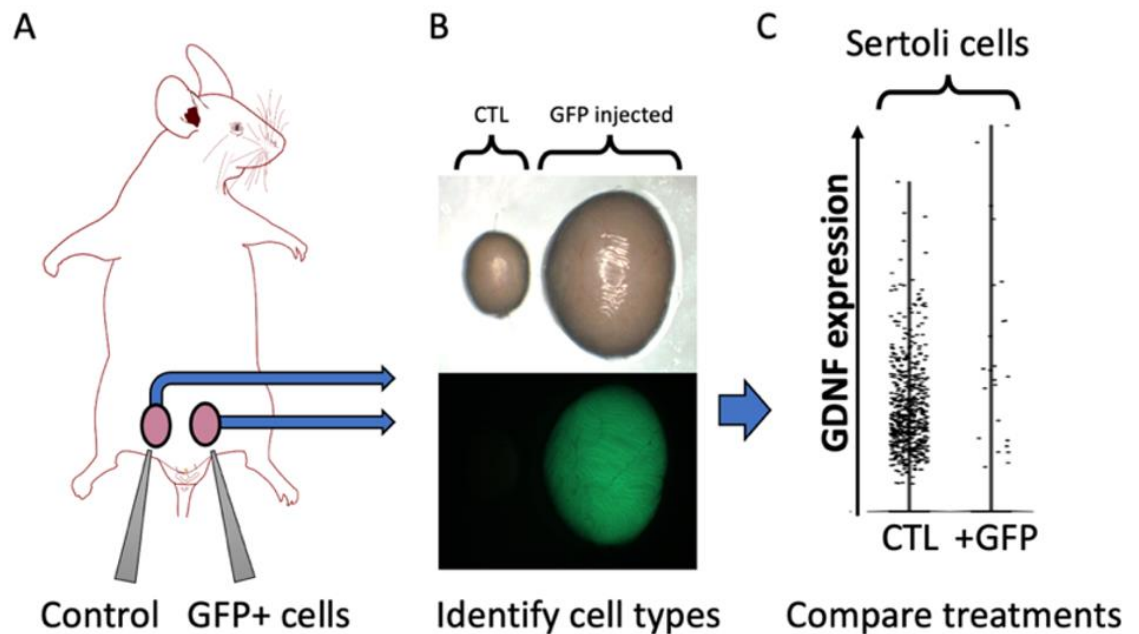 A
B
C
CTL
GFP injected
Sertoli cells
GDNF expression
CTL +GFP
Control GFP+ cells
Identify cell types
Compare treatments